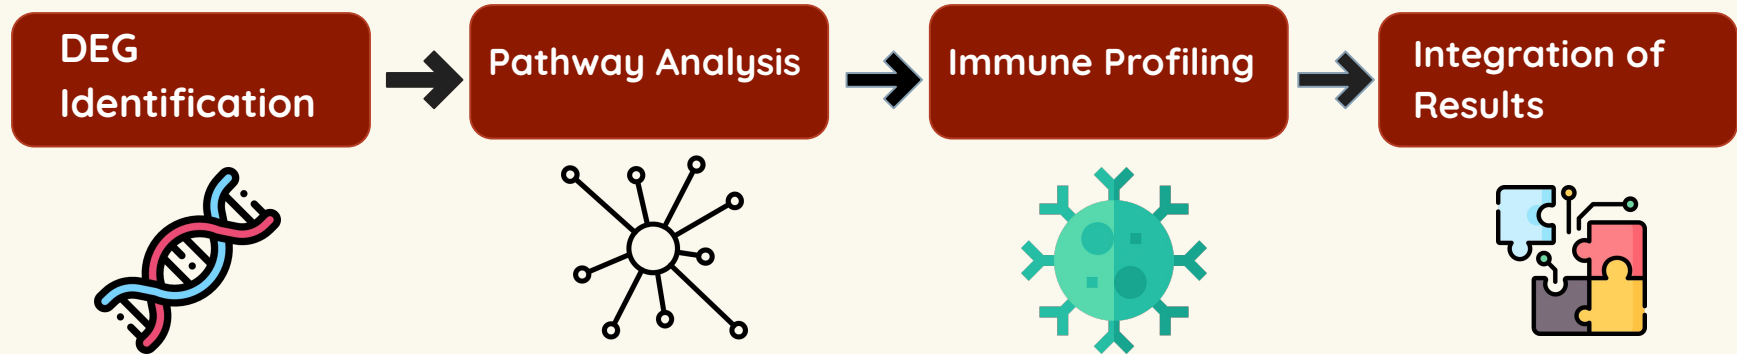 DEG
Identification
Pathway Analysis
Immune Profiling
Integration of
Results